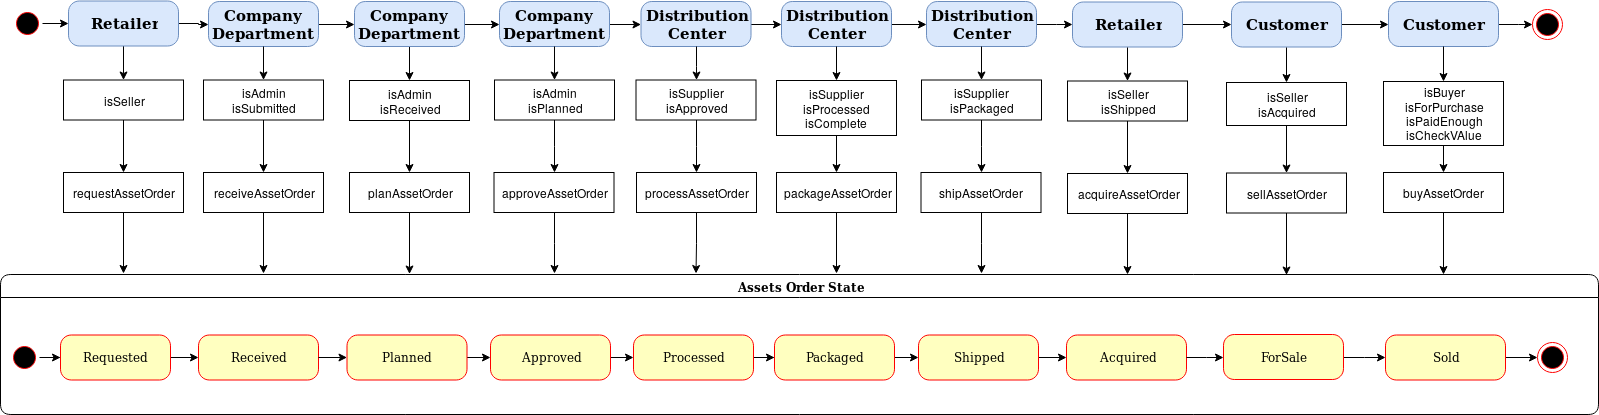 Retailer
Company
Department
Company
Department
Company
Department
Distribution
Center
Distribution
Center
Distribution
Center
Retailer
Customer
Customer
isSeller
isAdmin
isSubmitted
isAdmin
isReceived
isAdmin
isPlanned
isSupplier
isApproved
isSupplier
isProcessed
isComplete
isSupplier
isPackaged
isSeller
isShipped
isSeller
isAcquired
isBuyer
isForPurchase
isPaidEnough
isCheckVAlue
requestAssetOrder
receiveAssetOrder
planAssetOrder
approveAssetOrder
processAssetOrder
packageAssetOrder
shipAssetOrder
acquireAssetOrder
sellAssetOrder
buyAssetOrder
Assets Order State
Requested
Received
Planned
Approved
Processed
Packaged
Shipped
Acquired
ForSale
Sold